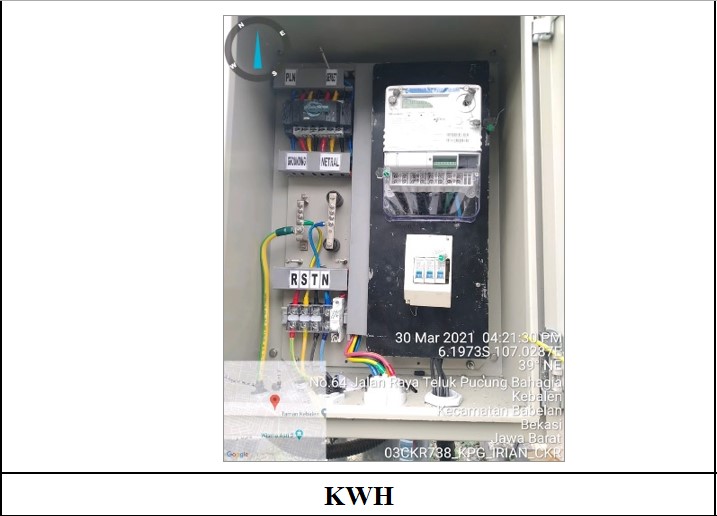 N
E
S
W
PLN
GENSET
GROUNDING
NETRAL
R S T N
30 Mar 2021 04:21:30 PM
6.1973S 107.0237E
39° NE
No.64 Jalan Raya Teluk Pucung Bahagia
Kebalen
Kecamatan Babelan
Bekasi
Jawa Barat
03CKR738_KPG_IRIAN_CKR
Google
KWH